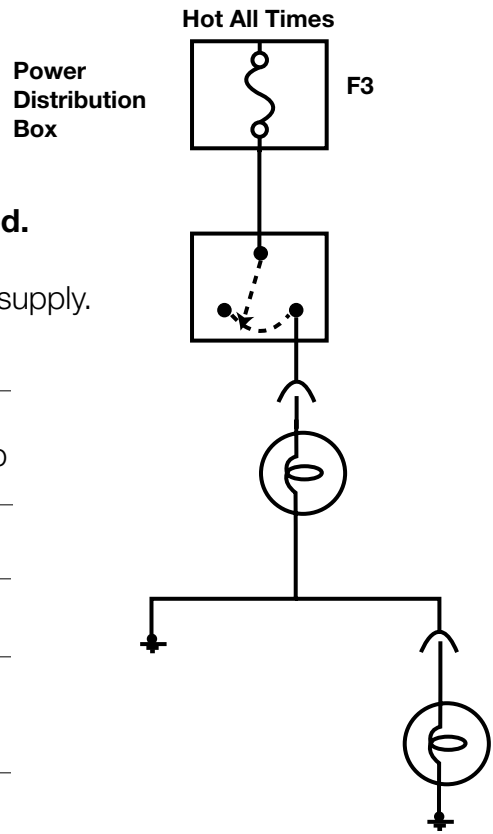 Hot All Times
Power
Distribution
Box
F3
d.
supply.